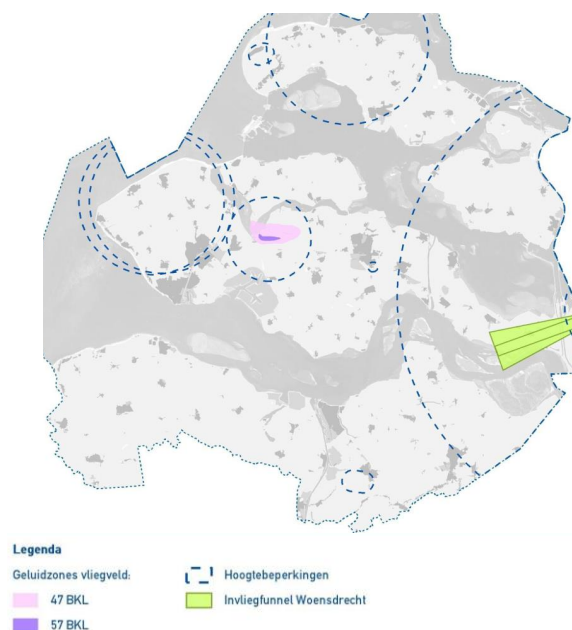 Legenda
Geluidzones vliegveld:
47 BKL
57 BKL
Hoogtebeperkingen
Invliegfunnel Woensdrecht